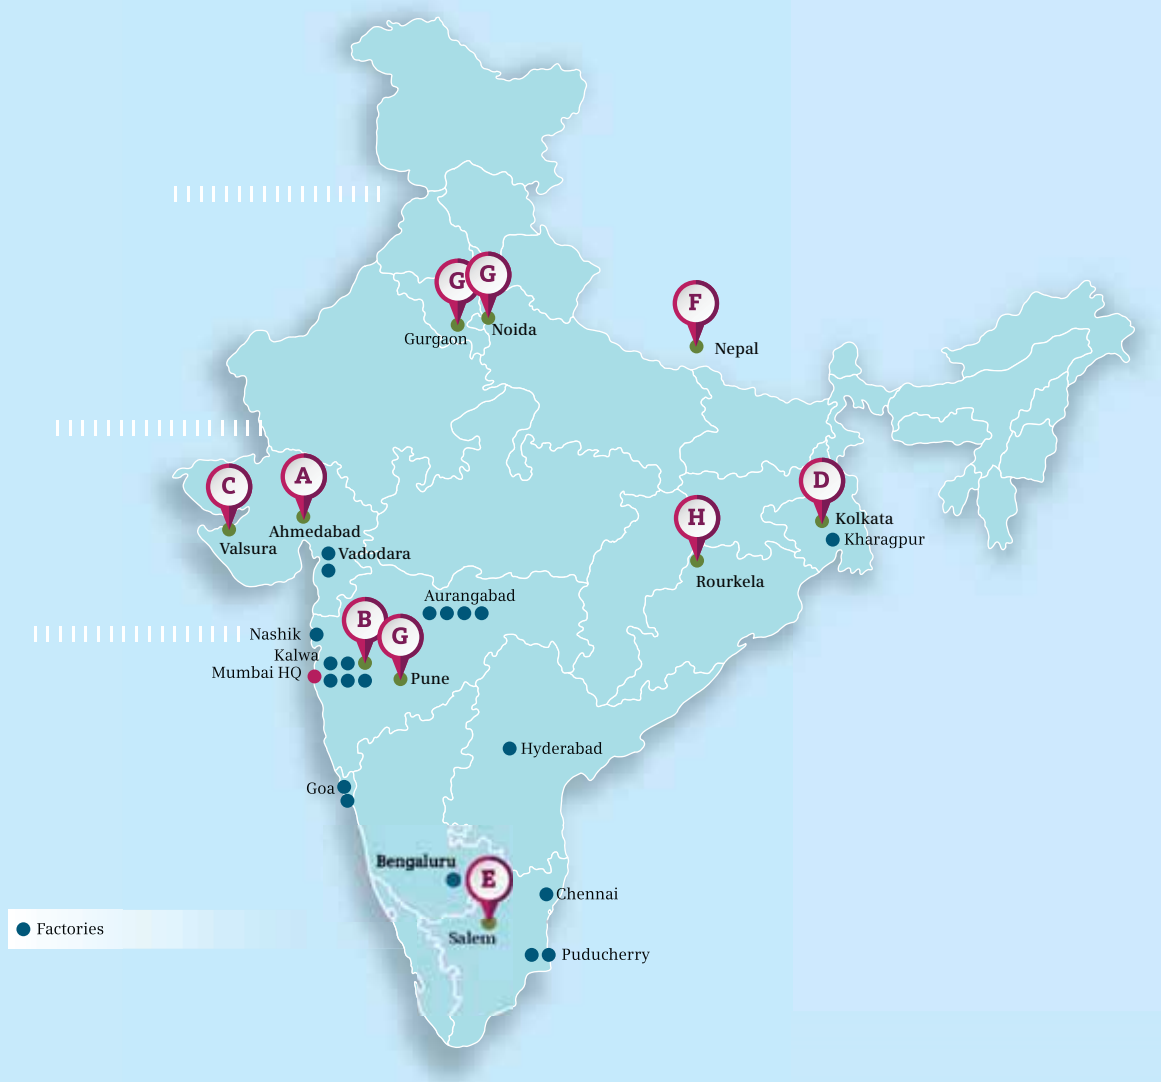 G
G
Noida
Gurgaon
F
Nepal
C
A
D
Kolkata
Kharagpur
H
Ahmedabad
Valsura
Vadodara
Rourkela
Aurangabad
B
G
Nashik
Kalwa
Mumbai HQ
Pune
Hyderabad
Goa
Bengaluru
E
Chennai
Factories
Salem
Puducherry